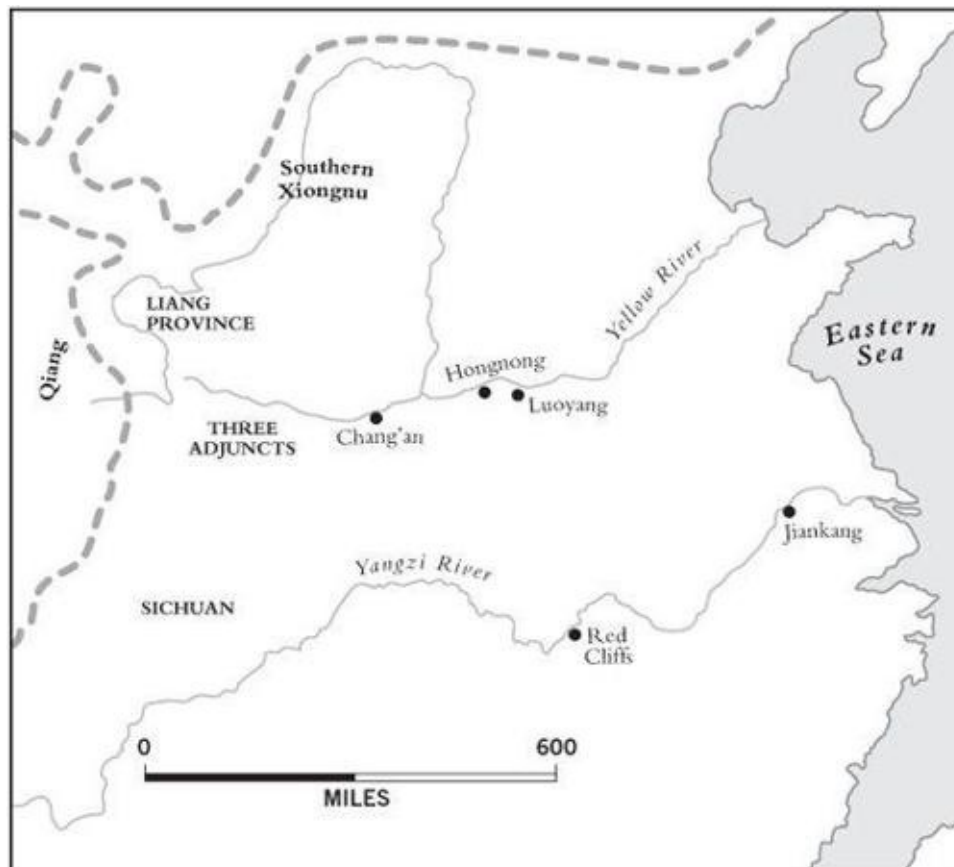 Southern
Xiongnu
LIANG
PROVINCE
Yellow River
Eastern
Sea
Qiang
Hongnong
Luoyang
THREE
ADJUNCTS
Chang'an
Jiankang
Yangzi River
SICHUAN
Red
Cliffs
0 600
MILES